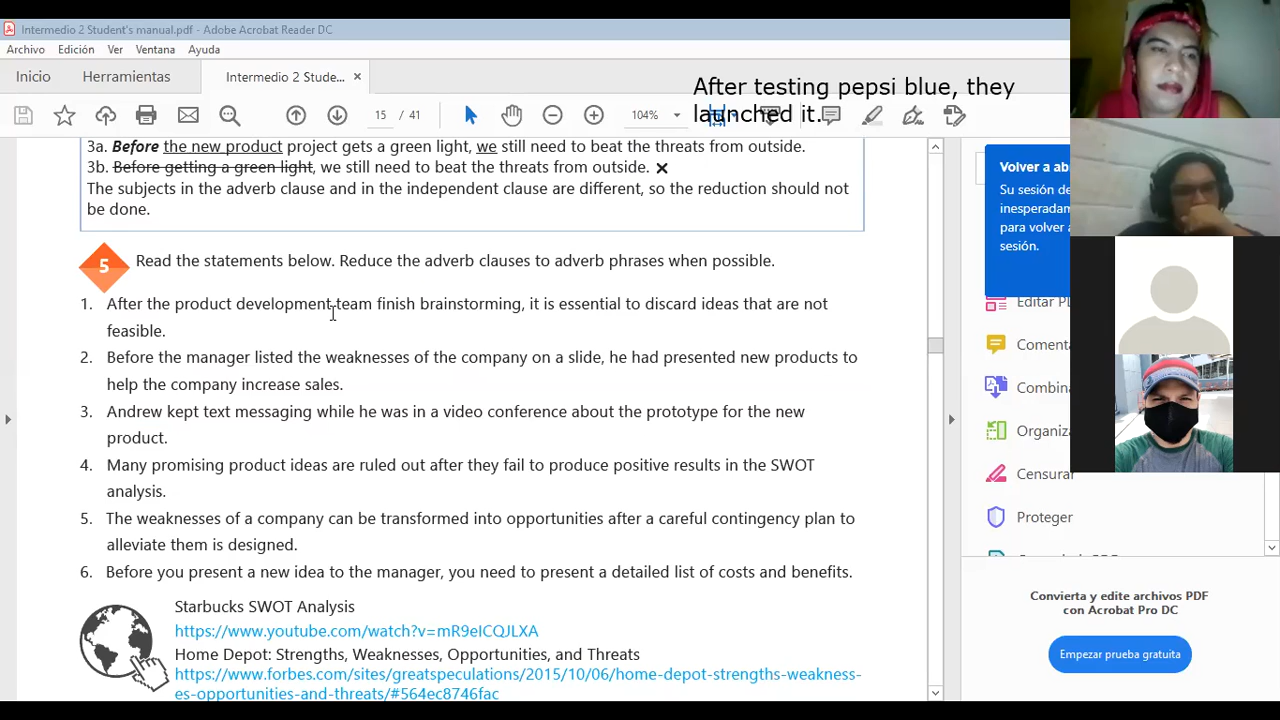 Intermedio 2 Student's manual.pdf - Adobe Acrobat Reader DC
Archivo Edición Ver Ventana Ayuda
Inicio Herramientas Intermedio 2 Stude... ×
After testing pepsi blue, they
launched it.
15 / 41 104%
3a. Before the new product project gets a green light, we still need to beat the threats from outside.
3b. Before getting a green light, we still need to beat the threats from outside. ×
The subjects in the adverb clause and in the independent clause are different, so the reduction should not
be done.
5 Read the statements below. Reduce the adverb clauses to adverb phrases when possible.
1. After the product development team finish brainstorming, it is essential to discard ideas that are not
feasible.
2. Before the manager listed the weaknesses of the company on a slide, he had presented new products to
help the company increase sales.
3. Andrew kept text messaging while he was in a video conference about the prototype for the new
product.
4. Many promising product ideas are ruled out after they fail to produce positive results in the SWOT
analysis.
5. The weaknesses of a company can be transformed into opportunities after a careful contingency plan to
alleviate them is designed.
6. Before you present a new idea to the manager, you need to present a detailed list of costs and benefits.
Starbucks SWOT Analysis
https://www.youtube.com/watch?v=mR9eICQJLXA
Home Depot: Strengths, Weaknesses, Opportunities, and Threats
https://www.forbes.com/sites/greatspeculations/2015/10/06/home-depot-strengths-weakness-
es-opportunities-and-threats/#564ec8746fac
Volver a ab
Su sesión de
inesperadam
para volver a
sesión.
Editar PD
Comenta
Combina
Organiza
Censurar
Proteger
Convierta y edite archivos PDF
con Acrobat Pro DC
Empezar prueba gratuita